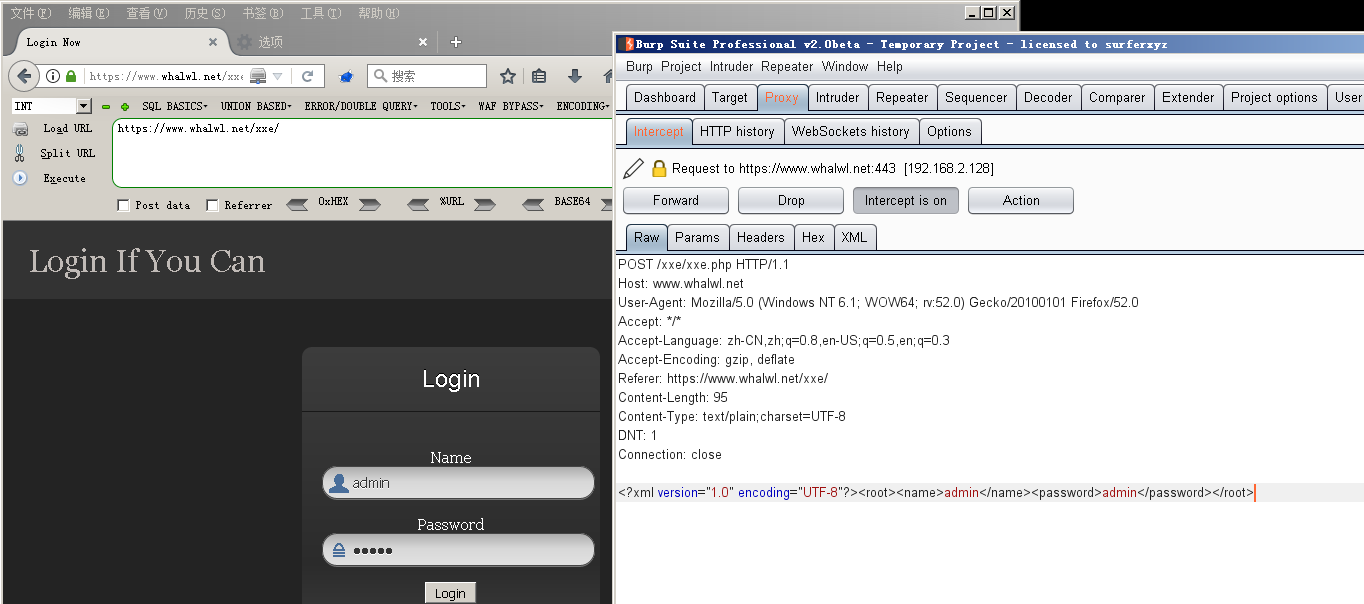 文件(F) 编辑(E) 查看(V) 历史(S) 书签(B) 工具(T) 帮助(H)
Login Now
选项
https://www.whalwl.net/xxe
搜索
INT SQL BASICS UNION BASED ERROR/DOUBLE QUERY TOOLS WAF BYPASS ENCODING
Load URL
Split URL
Execute
https://www.whalwl.net/xxe/
Post data Referrer 0xHEX %URL BASE64
Login If You Can
Login
Name
admin
Password
Login
Burp Suite Professional v2.0beta - Temporary Project - licensed to surferxyz
Burp Project Intruder Repeater Window Help
Dashboard Target Proxy Intruder Repeater Sequencer Decoder Comparer Extender Project options User
Intercept HTTP history WebSockets history Options
Request to https://www.whalwl.net:443 [192.168.2.128]
Forward Drop Intercept is on Action
Raw Params Headers Hex XML
POST /xxe/xxe.php HTTP/1.1
Host: www.whalwl.net
User-Agent: Mozilla/5.0 (Windows NT 6.1; WOW64; rv:52.0) Gecko/20100101 Firefox/52.0
Accept: */*
Accept-Language: zh-CN,zh;q=0.8,en-US;q=0.5,en;q=0.3
Accept-Encoding: gzip, deflate
Referer: https://www.whalwl.net/xxe/
Content-Length: 95
Content-Type: text/plain;charset=UTF-8
DNT: 1
Connection: close
<?xml version="1.0" encoding="UTF-8"?><root><name>admin</name><password>admin</password></root>